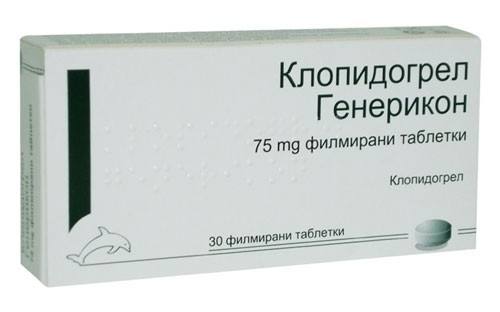 Клопидогрел
Генерикон
75 mg филмирани таблетки
Клопидогрел
30 филмирани таблетки